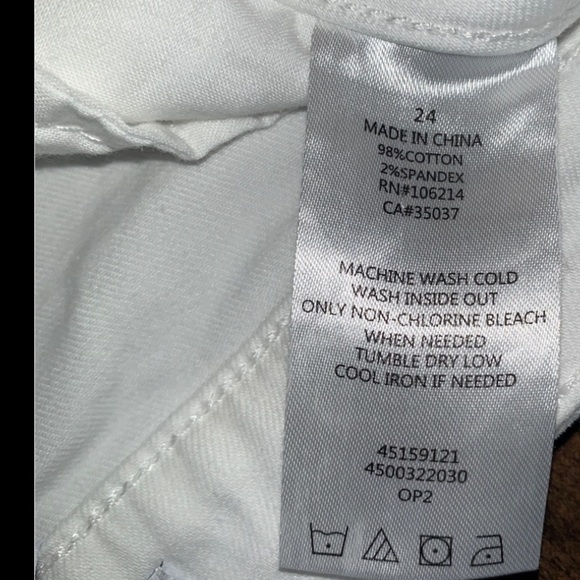 24
MADE IN CHINA
98%COTTON
2%SPANDEX
RN#106214
CA#35037
MACHINE WASH COLD
WASH INSIDE OUT
ONLY NON-CHLORINE BLEACH
WHEN NEEDED
TUMBLE DRY LOW
COOL IRON IF NEEDED
45159121
4500322030
OP2